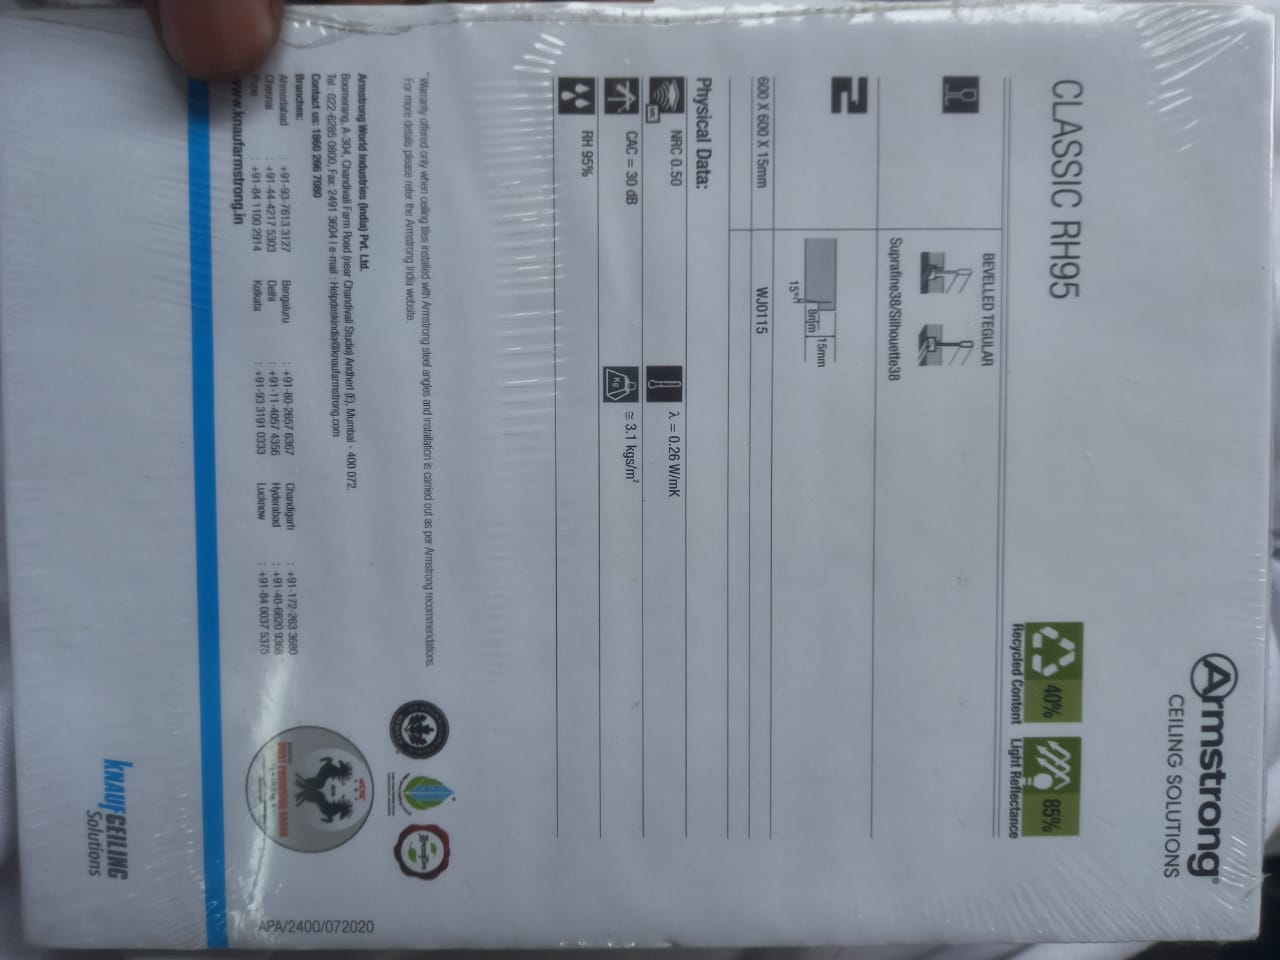 Armstrong®
CEILING SOLUTIONS
CLASSIC RH95
40%
Recycled Content
85%
Light Reflectance
BEVELLED TEGULAR
Suprafine38/Silhouette38
15°
8mm
15mm
600 X 600 X 15mm
WJ0115
Physical Data:
NRC 0.50
λ = 0.26 W/mK
CAC = 30 dB
Kg
≅ 3.1 kgs/m²
RH 95%
*Warranty offered only when ceiling tiles installed with Armstrong steel angles and installation is carried out as per Armstrong recommendations.
For more details please refer the Armstrong India website.
Armstrong World Industries (India) Pvt. Ltd.
Boomerang, A-304, Chandivali Farm Road (near Chandivali Studio) Andheri (E), Mumbai - 400 072.
Tel : 022-6285 0800, Fax: 2491 3604 I e-mail : Helpdeskindia@knaufarmstrong.com
Contact us: 1860 266 7080
Branches:
Ahmedabad : +91-93-7613 3127 Bengaluru : +91-80-2657 6367 Chandigarh : +91-172-263 3680
Chennai : +91-44-4217 5303 Delhi : +91-11-4057 4356 Hyderabad : +91-40-6620 9368
Pune : +91-84 1100 2914 Kolkata : +91-93 3191 0333 Lucknow : +91-84 0037 5375
www.knaufarmstrong.in
APA/2400/072020
KNAUF CEILING
Solutions